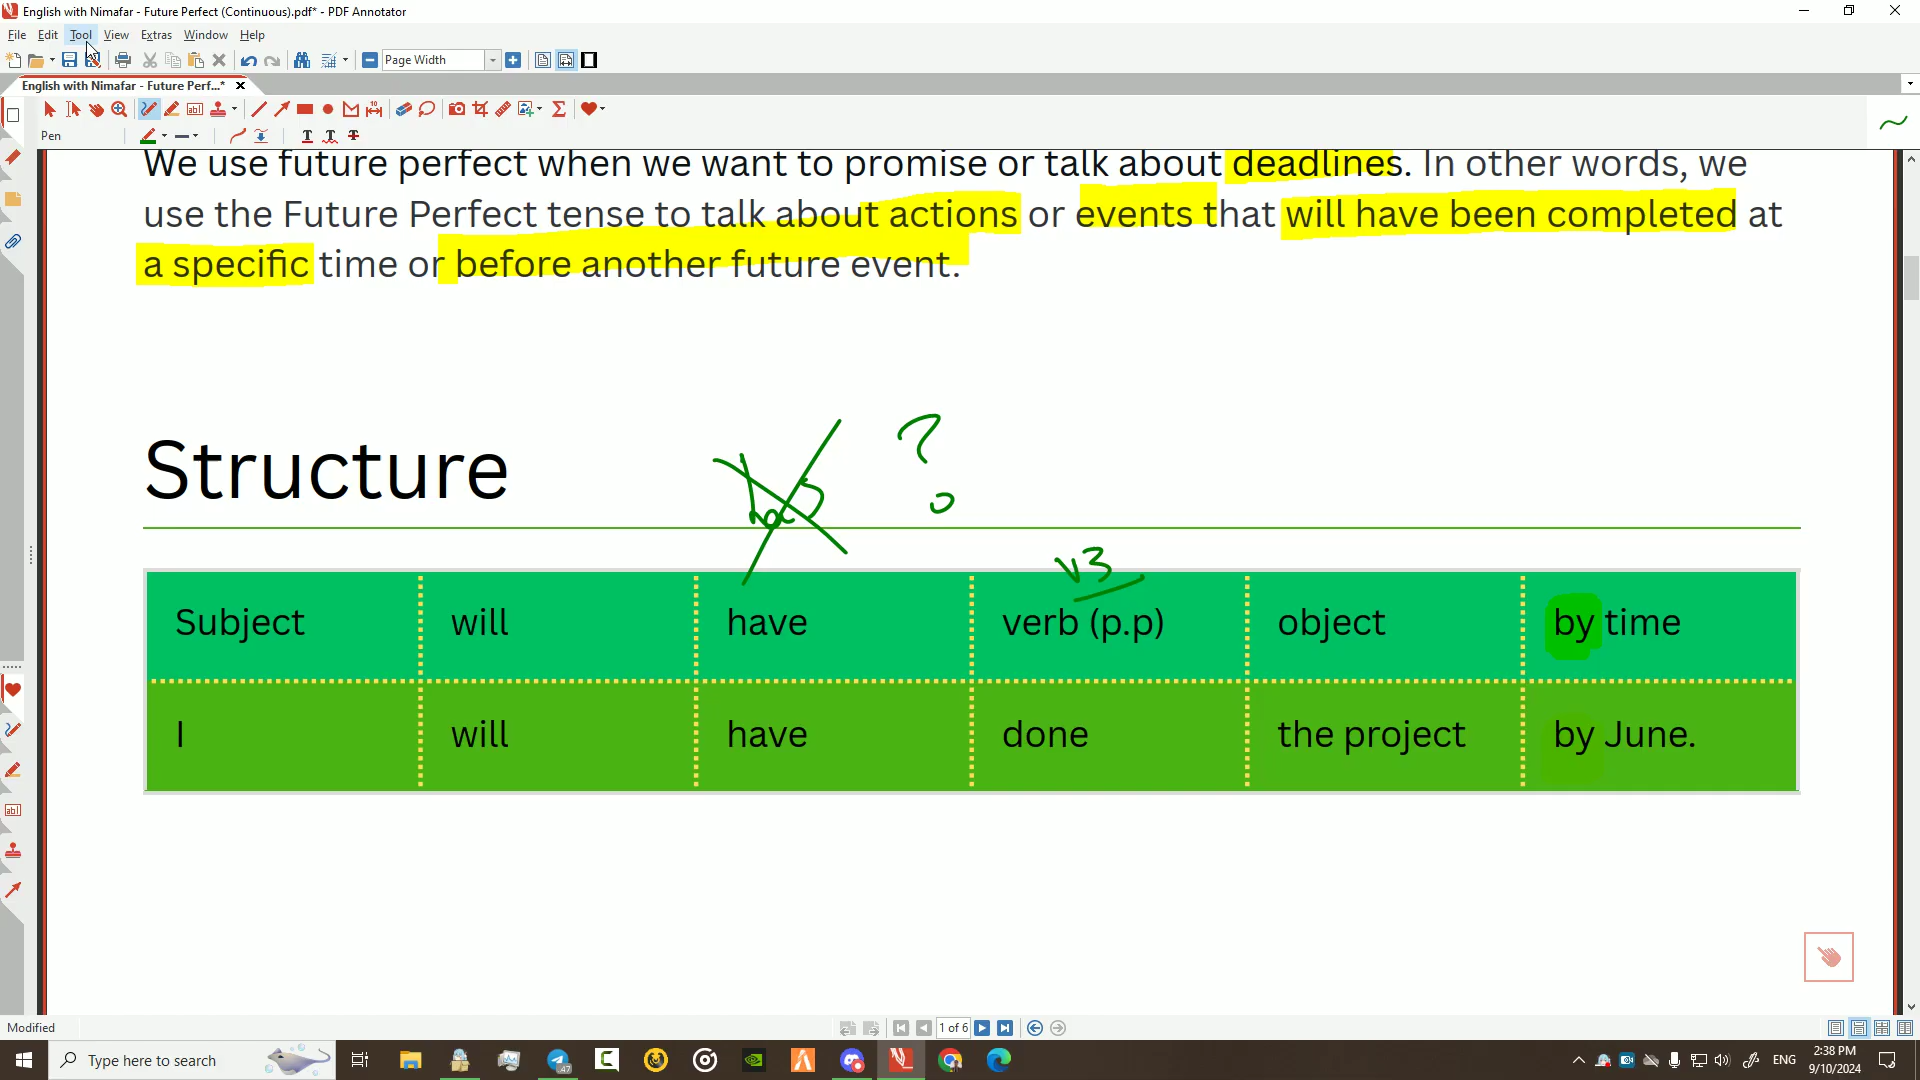 English with Nimafar - Future Perfect (Continuous).pdf* - PDF Annotator
File Edit Tool View Extras Window Help
Page Width
English with Nimafar - Future Perf...*
Pen
We use future perfect when we want to promise or talk about deadlines. In other words, we
use the Future Perfect tense to talk about actions or events that will have been completed at
a specific time or before another future event.
?
Structure
has
v3
Subject will have verb (p.p) object by time
I will have done the project by June.
Modified
1 of 6
Type here to search
47
ENG
2:38 PM
9/10/2024